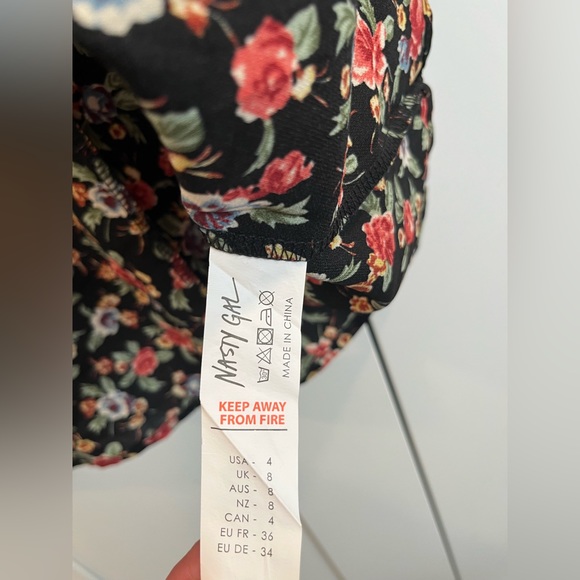 NASTY GAL
MADE IN CHINA
KEEP AWAY
FROM FIRE
USA - 4
UK - 8
AUS - 8
NZ - 8
CAN - 4
EU FR - 36
EU DE - 34